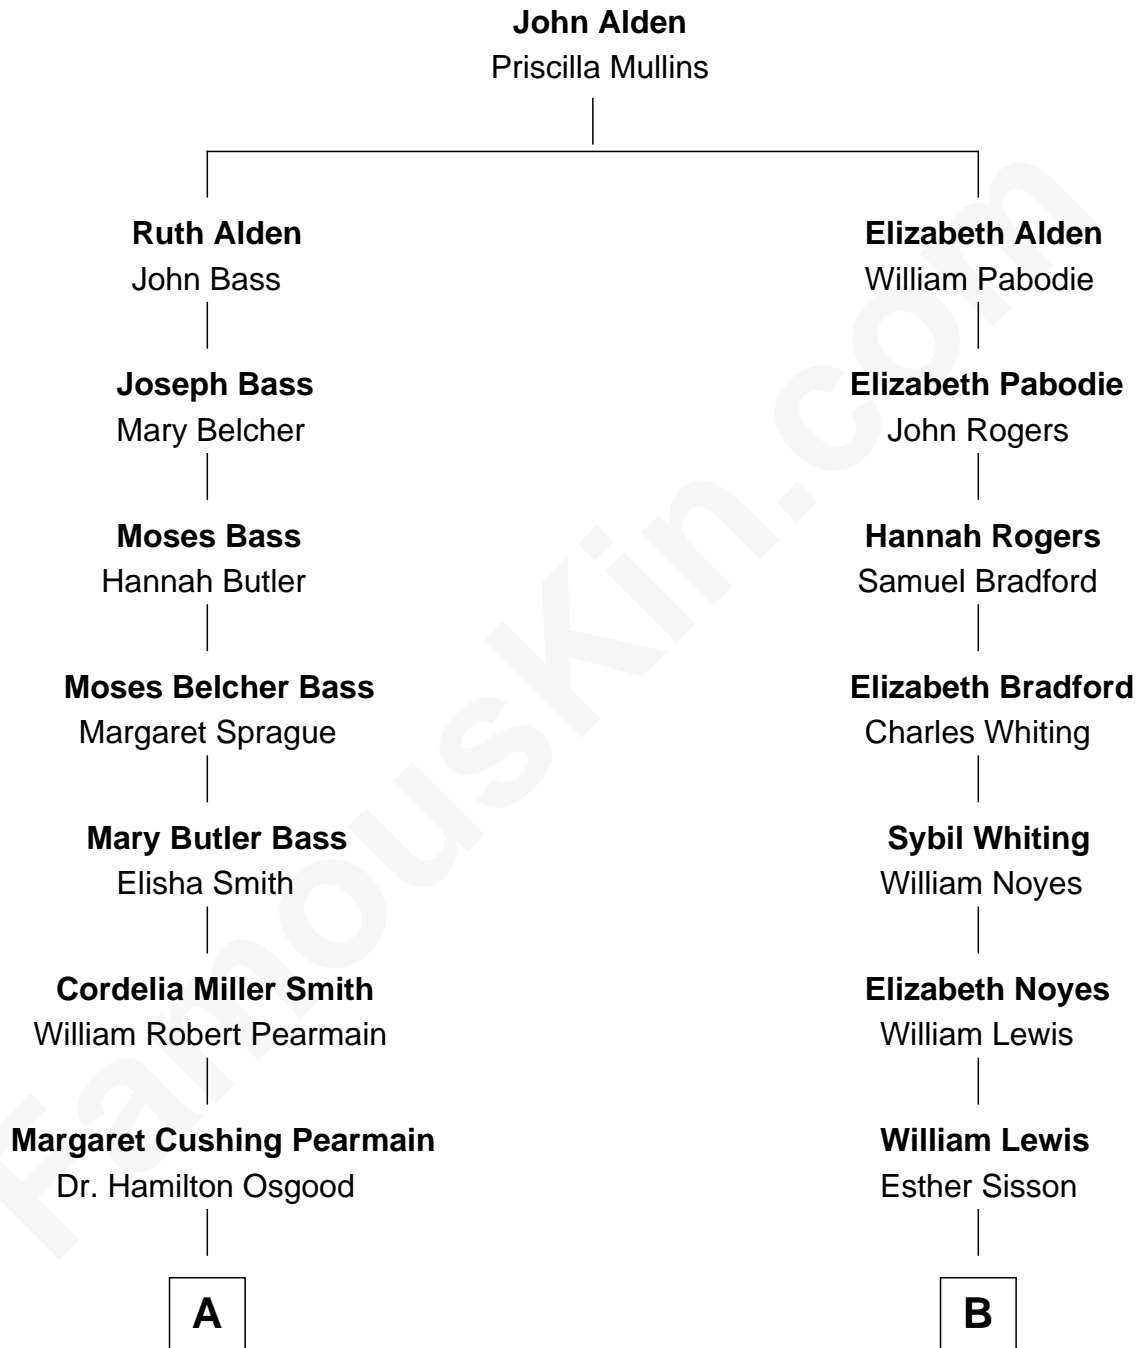 John Alden
Priscilla Mullins
Ruth Alden
John Bass
Elizabeth Alden
William Pabodie
Joseph Bass
Mary Belcher
Elizabeth Pabodie
John Rogers
Moses Bass
Hannah Butler
Hannah Rogers
Samuel Bradford
Moses Belcher Bass
Margaret Sprague
Elizabeth Bradford
Charles Whiting
Mary Butler Bass
Elisha Smith
Sybil Whiting
William Noyes
Cordelia Miller Smith
William Robert Pearmain
Elizabeth Noyes
William Lewis
Margaret Cushing Pearmain
Dr. Hamilton Osgood
William Lewis
Esther Sisson
A
B
FamousKin.com